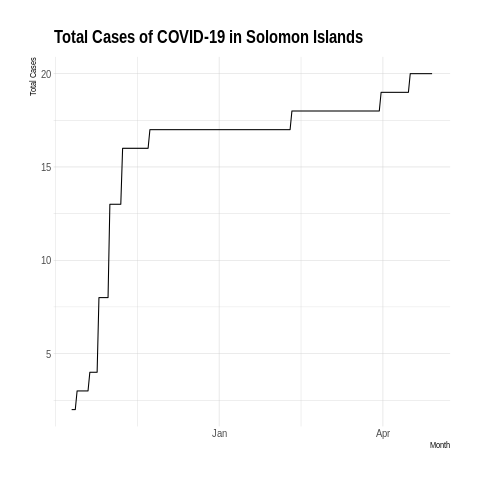 Total Cases of COVID-19 in Solomon Islands
Total Cases
20
15
10
5
Jan
Apr
Month